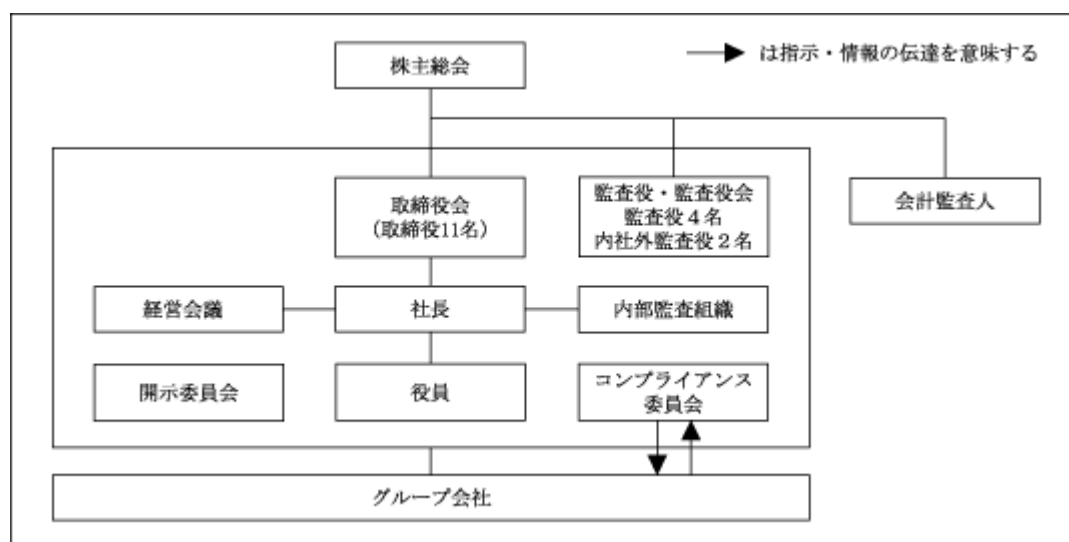 株主総会
は指示・情報の伝達を意味する
取締役会
(取締役11名)
監査役・監査役会
監査役4名
内社外監査役2名
会計監査人
経営会議
社長
内部監査組織
開示委員会
役員
コンプライアンス
委員会
グループ会社